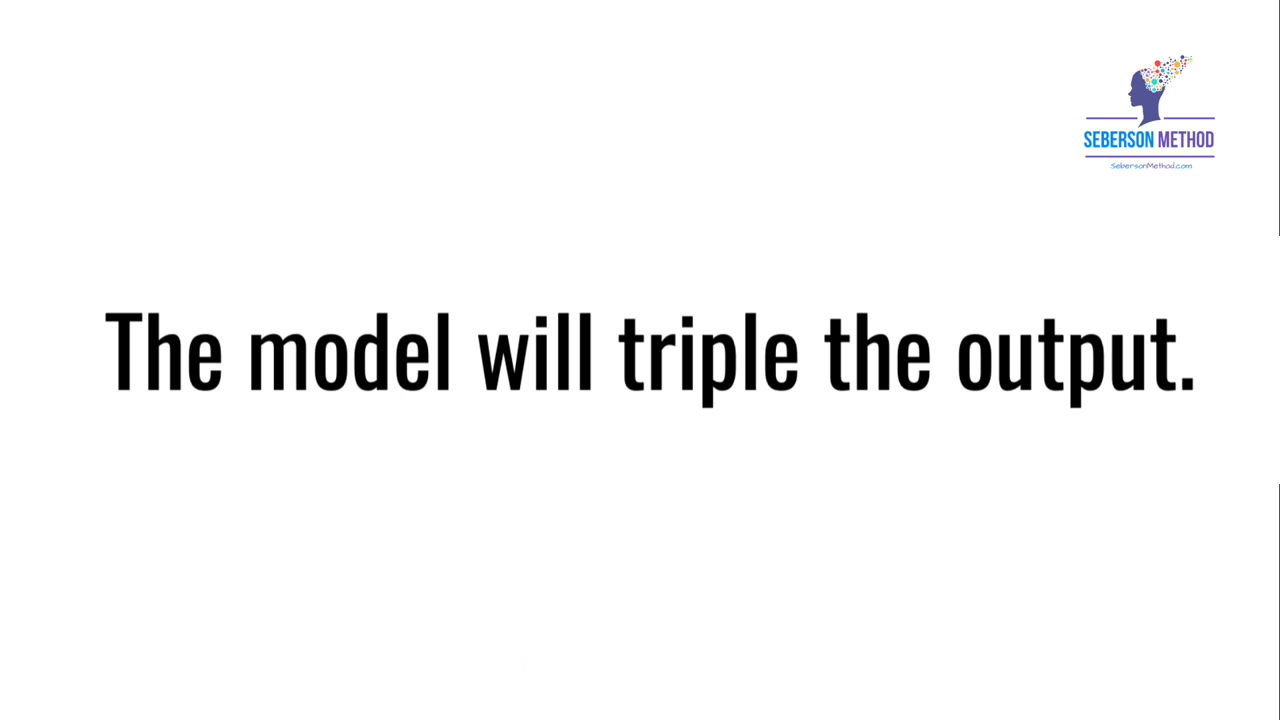 SEBERSON METHOD
SebersonMethod.com
The model will triple the output.